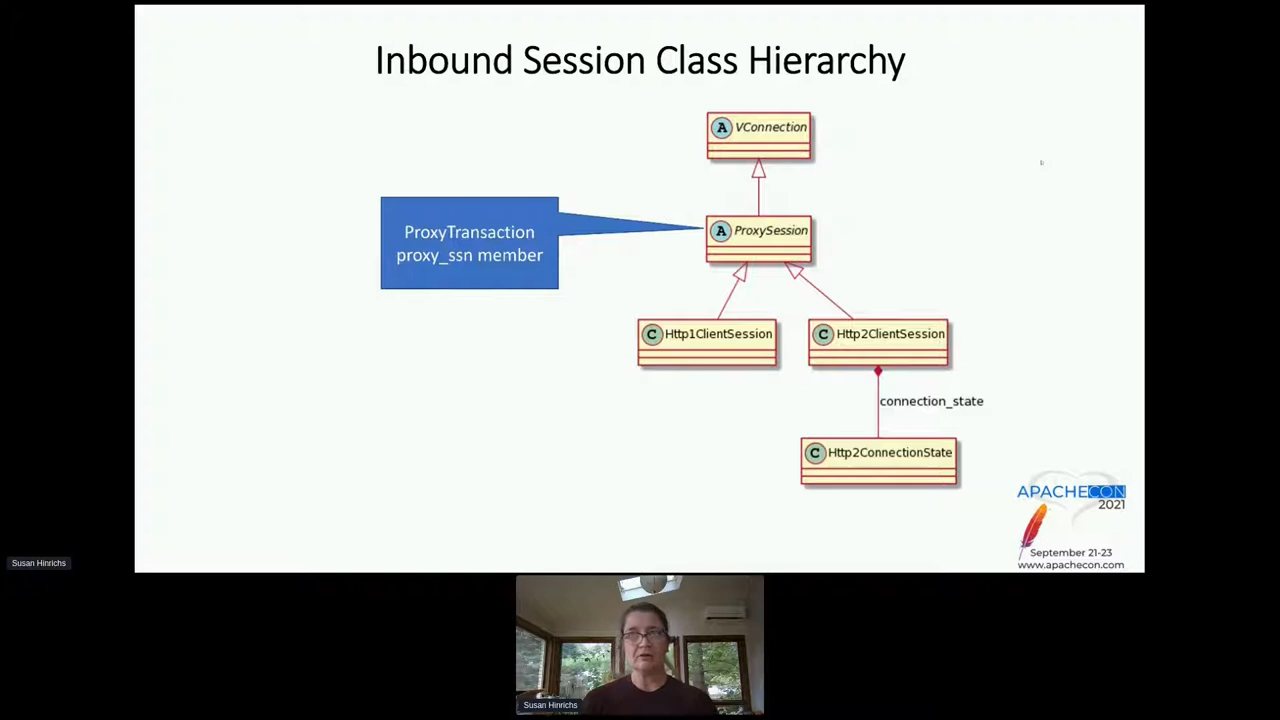 Inbound Session Class Hierarchy
A VConnection
ProxyTransaction
proxy_ssn member
A ProxySession
C Http1ClientSession
C Http2ClientSession
connection_state
C Http2ConnectionState
APACHECON
2021
September 21-23
www.apachecon.com
Susan Hinrichs
Susan Hinrichs